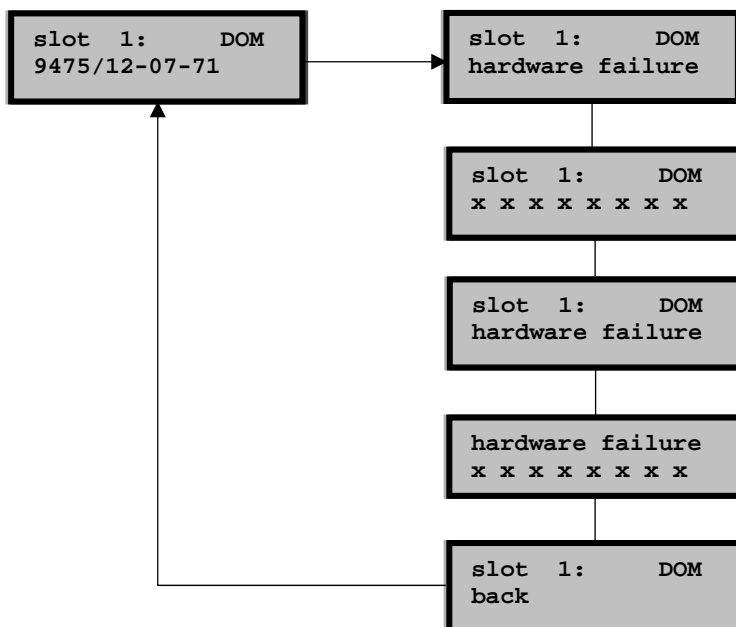 slot 1: DOM
9475/12-07-71
slot 1: DOM
hardware failure
slot 1: DOM
x x x x x x x x
slot 1: DOM
hardware failure
hardware failure
x x x x x x x x
slot 1: DOM
back